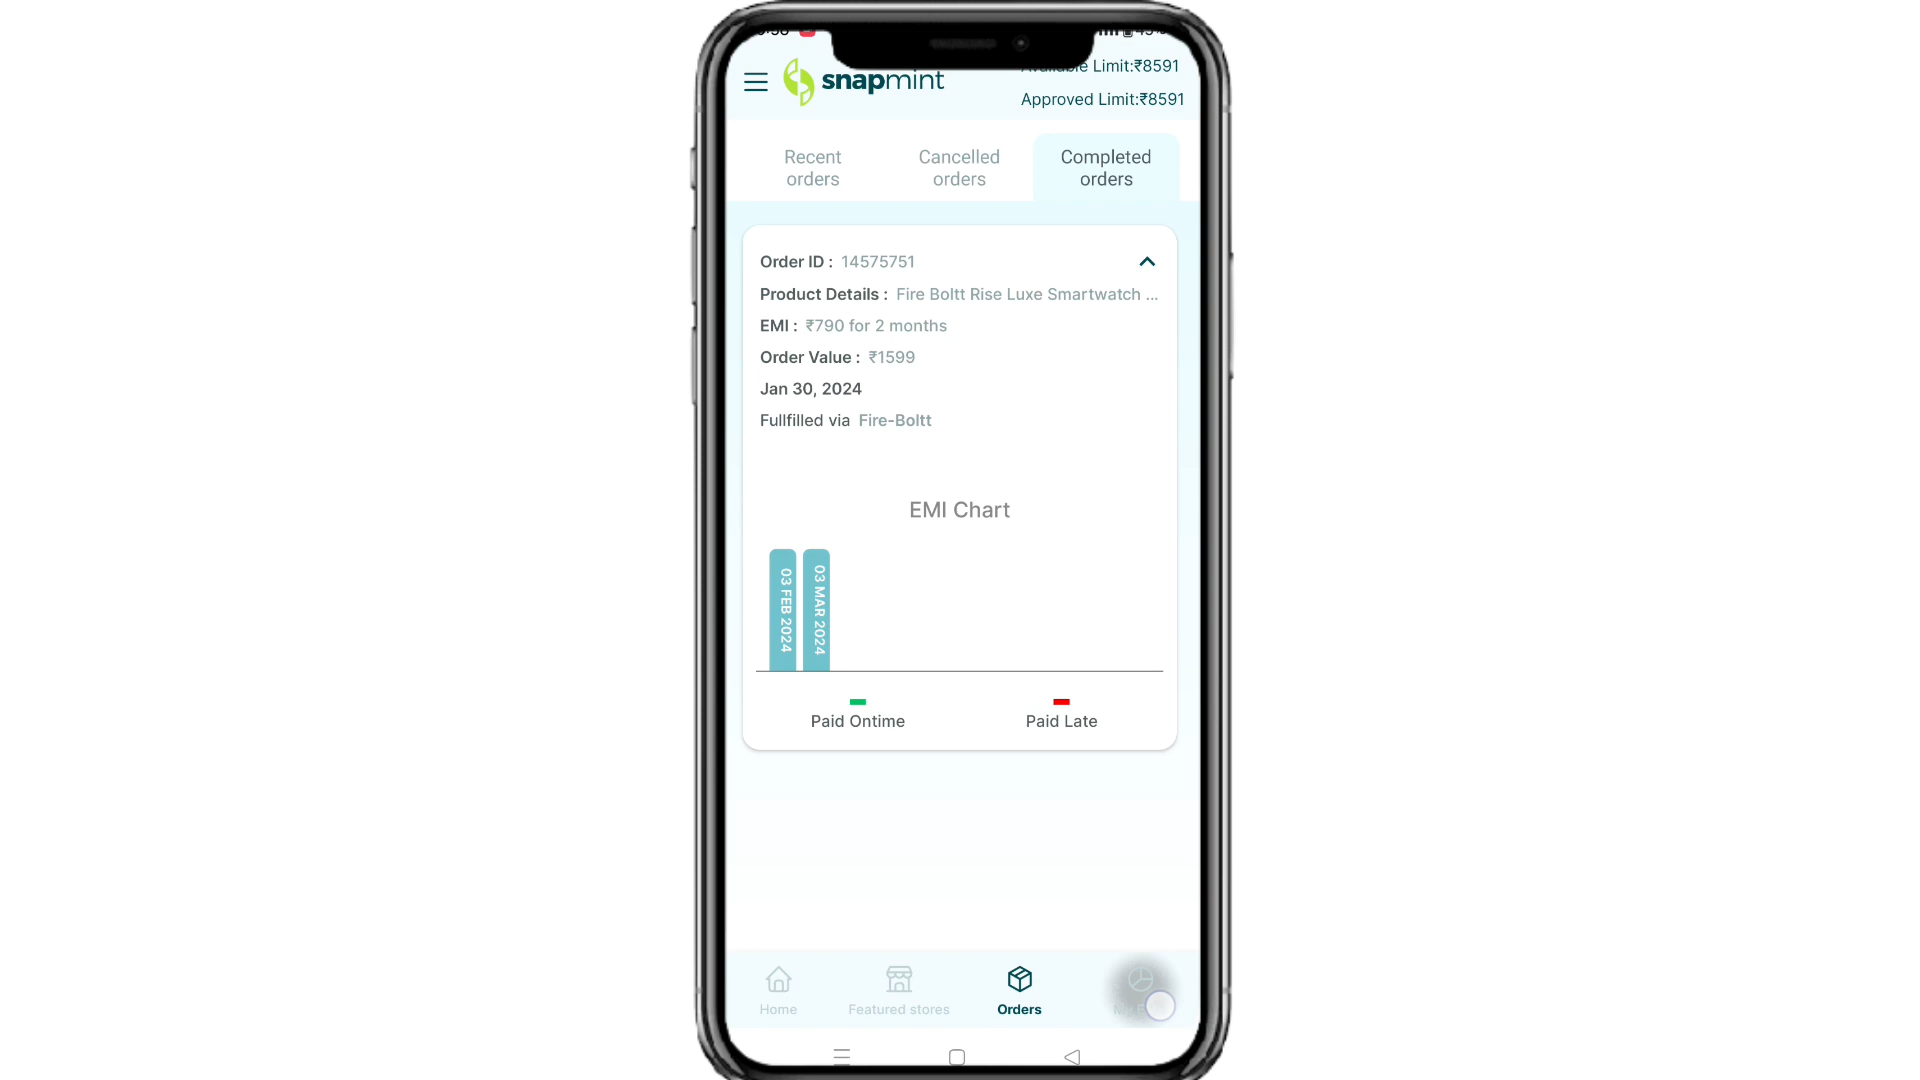 snapmint
Available Limit:₹8591
Approved Limit:₹8591
Recent
orders
Cancelled
orders
Completed
orders
Order ID : 14575751
Product Details : Fire Boltt Rise Luxe Smartwatch ...
EMI : ₹790 for 2 months
Order Value : ₹1599
Jan 30, 2024
Fullfilled via Fire-Boltt
EMI Chart
03 FEB 2024
03 MAR 2024
Paid Ontime
Paid Late
Home
Featured stores
Orders